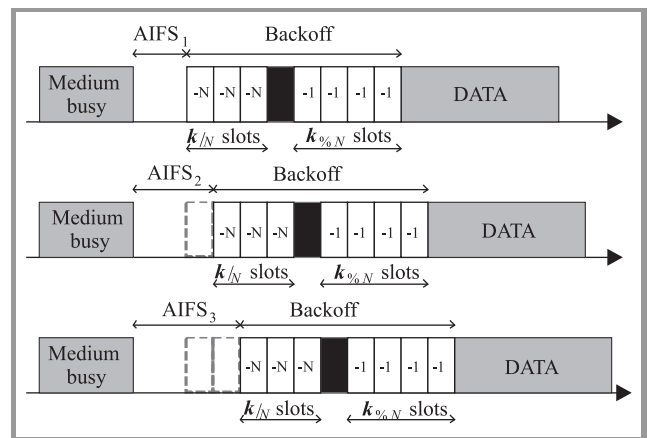 AIFS1 Backoff
Medium busy -N -N -N -1 -1 -1 -1 DATA
k/N slots k%N slots
AIFS2 Backoff
Medium busy -N -N -N -1 -1 -1 -1 DATA
k/N slots k%N slots
AIFS3 Backoff
Medium busy -N -N -N -1 -1 -1 -1 DATA
k/N slots k%N slots